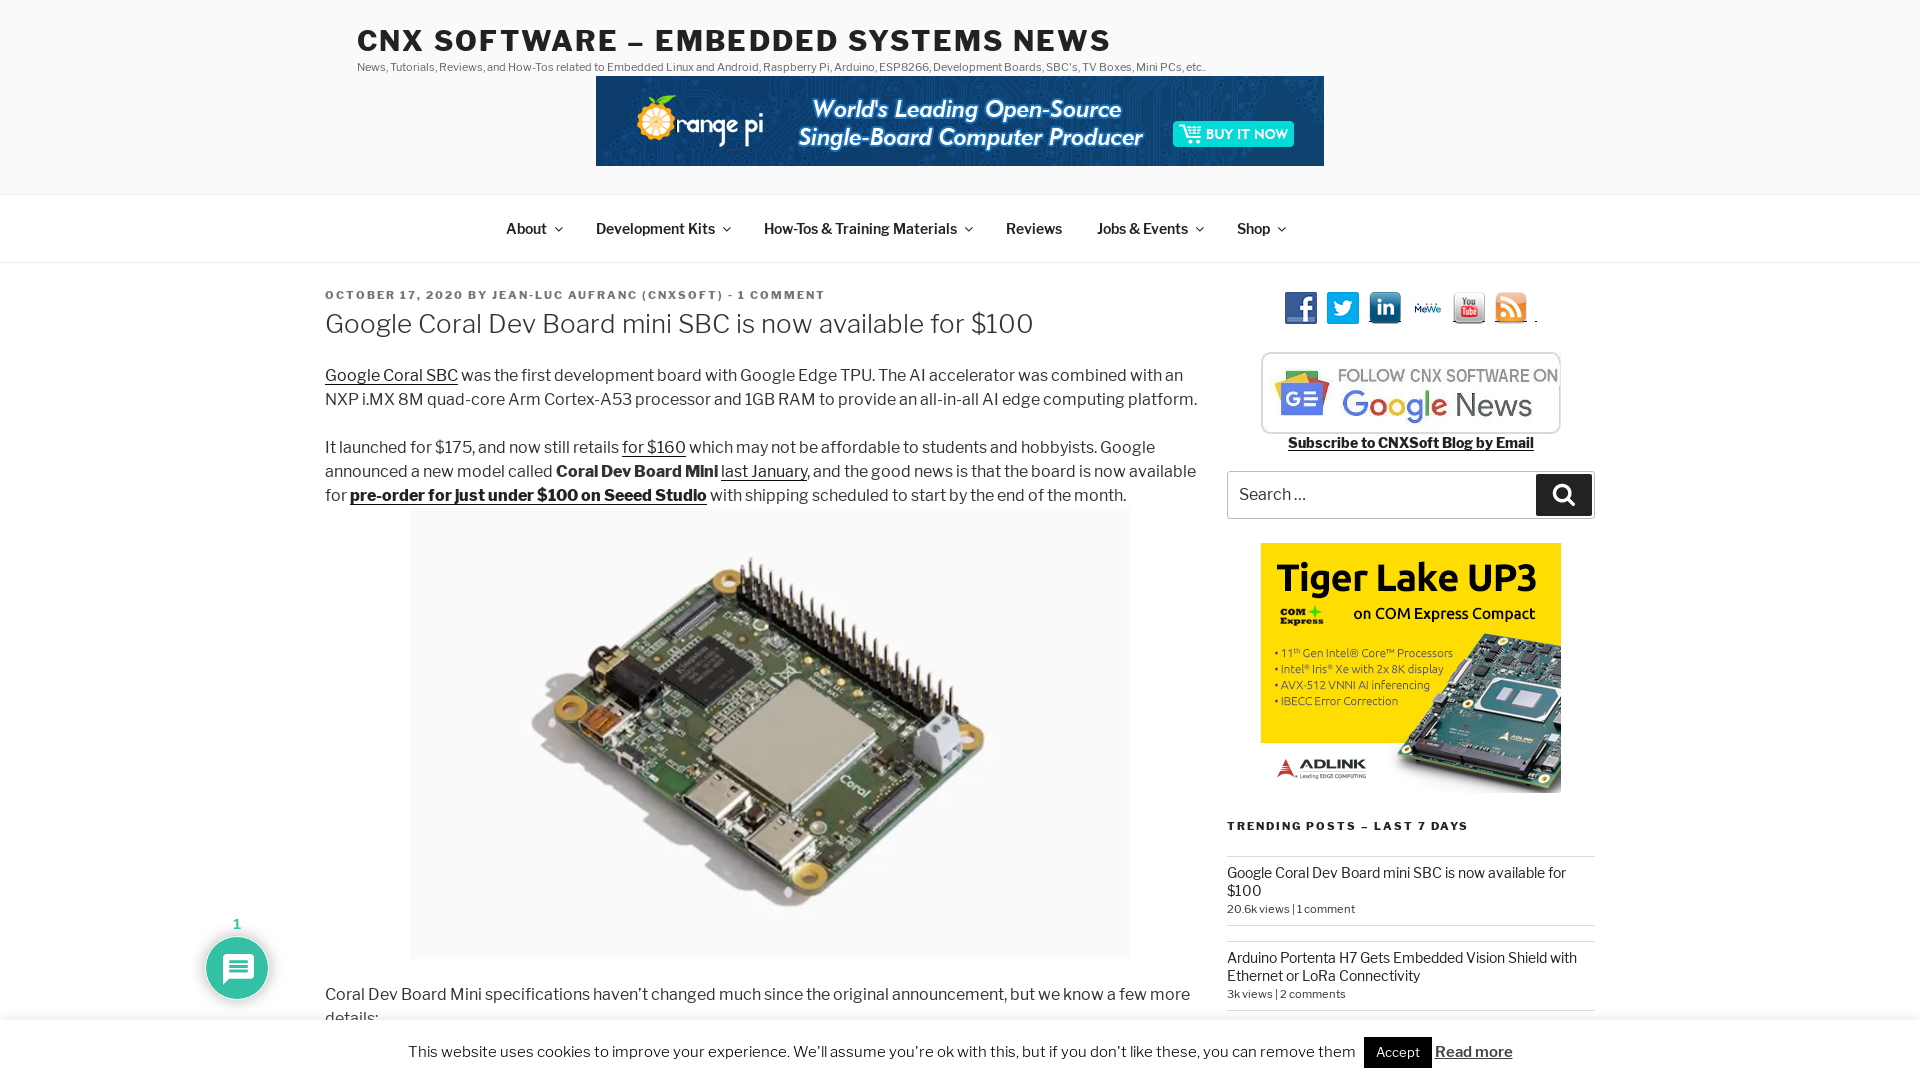 CNX SOFTWARE – EMBEDDED SYSTEMS NEWS
News, Tutorials, Reviews, and How-Tos related to Embedded Linux and Android, Raspberry Pi, Arduino, ESP8266, Development Boards, SBC's, TV Boxes, Mini PCs, etc..
range pi
World's Leading Open-Source
Single-Board Computer Producer
BUY IT NOW
About
Development Kits
How-Tos & Training Materials
Reviews
Jobs & Events
Shop
OCTOBER 17, 2020 BY JEAN-LUC AUFRANC (CNXSOFT) - 1 COMMENT
Google Coral Dev Board mini SBC is now available for $100
Google Coral SBC was the first development board with Google Edge TPU. The AI accelerator was combined with an
NXP i.MX 8M quad-core Arm Cortex-A53 processor and 1GB RAM to provide an all-in-all AI edge computing platform.
It launched for $175, and now still retails for $160 which may not be affordable to students and hobbyists. Google
announced a new model called Coral Dev Board Mini last January, and the good news is that the board is now available
for pre-order for just under $100 on Seeed Studio with shipping scheduled to start by the end of the month.
Coral
Coral Dev Board Mini specifications haven't changed much since the original announcement, but we know a few more
details:
in
MeWe
You
Tube
FOLLOW CNX SOFTWARE ON
GE
Google News
Subscribe to CNXSoft Blog by Email
Search …
Tiger Lake UP3
COM
Express
on COM Express Compact
• 11th Gen Intel® Core™ Processors
• Intel® Iris® Xe with 2x 8K display
• AVX-512 VNNI AI inferencing
• IBECC Error Correction
ADLINK
Leading EDGE COMPUTING
ADLINK
TRENDING POSTS – LAST 7 DAYS
Google Coral Dev Board mini SBC is now available for
$100
20.6k views | 1 comment
Arduino Portenta H7 Gets Embedded Vision Shield with
Ethernet or LoRa Connectivity
3k views | 2 comments
1
This website uses cookies to improve your experience. We'll assume you're ok with this, but if you don't like these, you can remove them
Accept
Read more